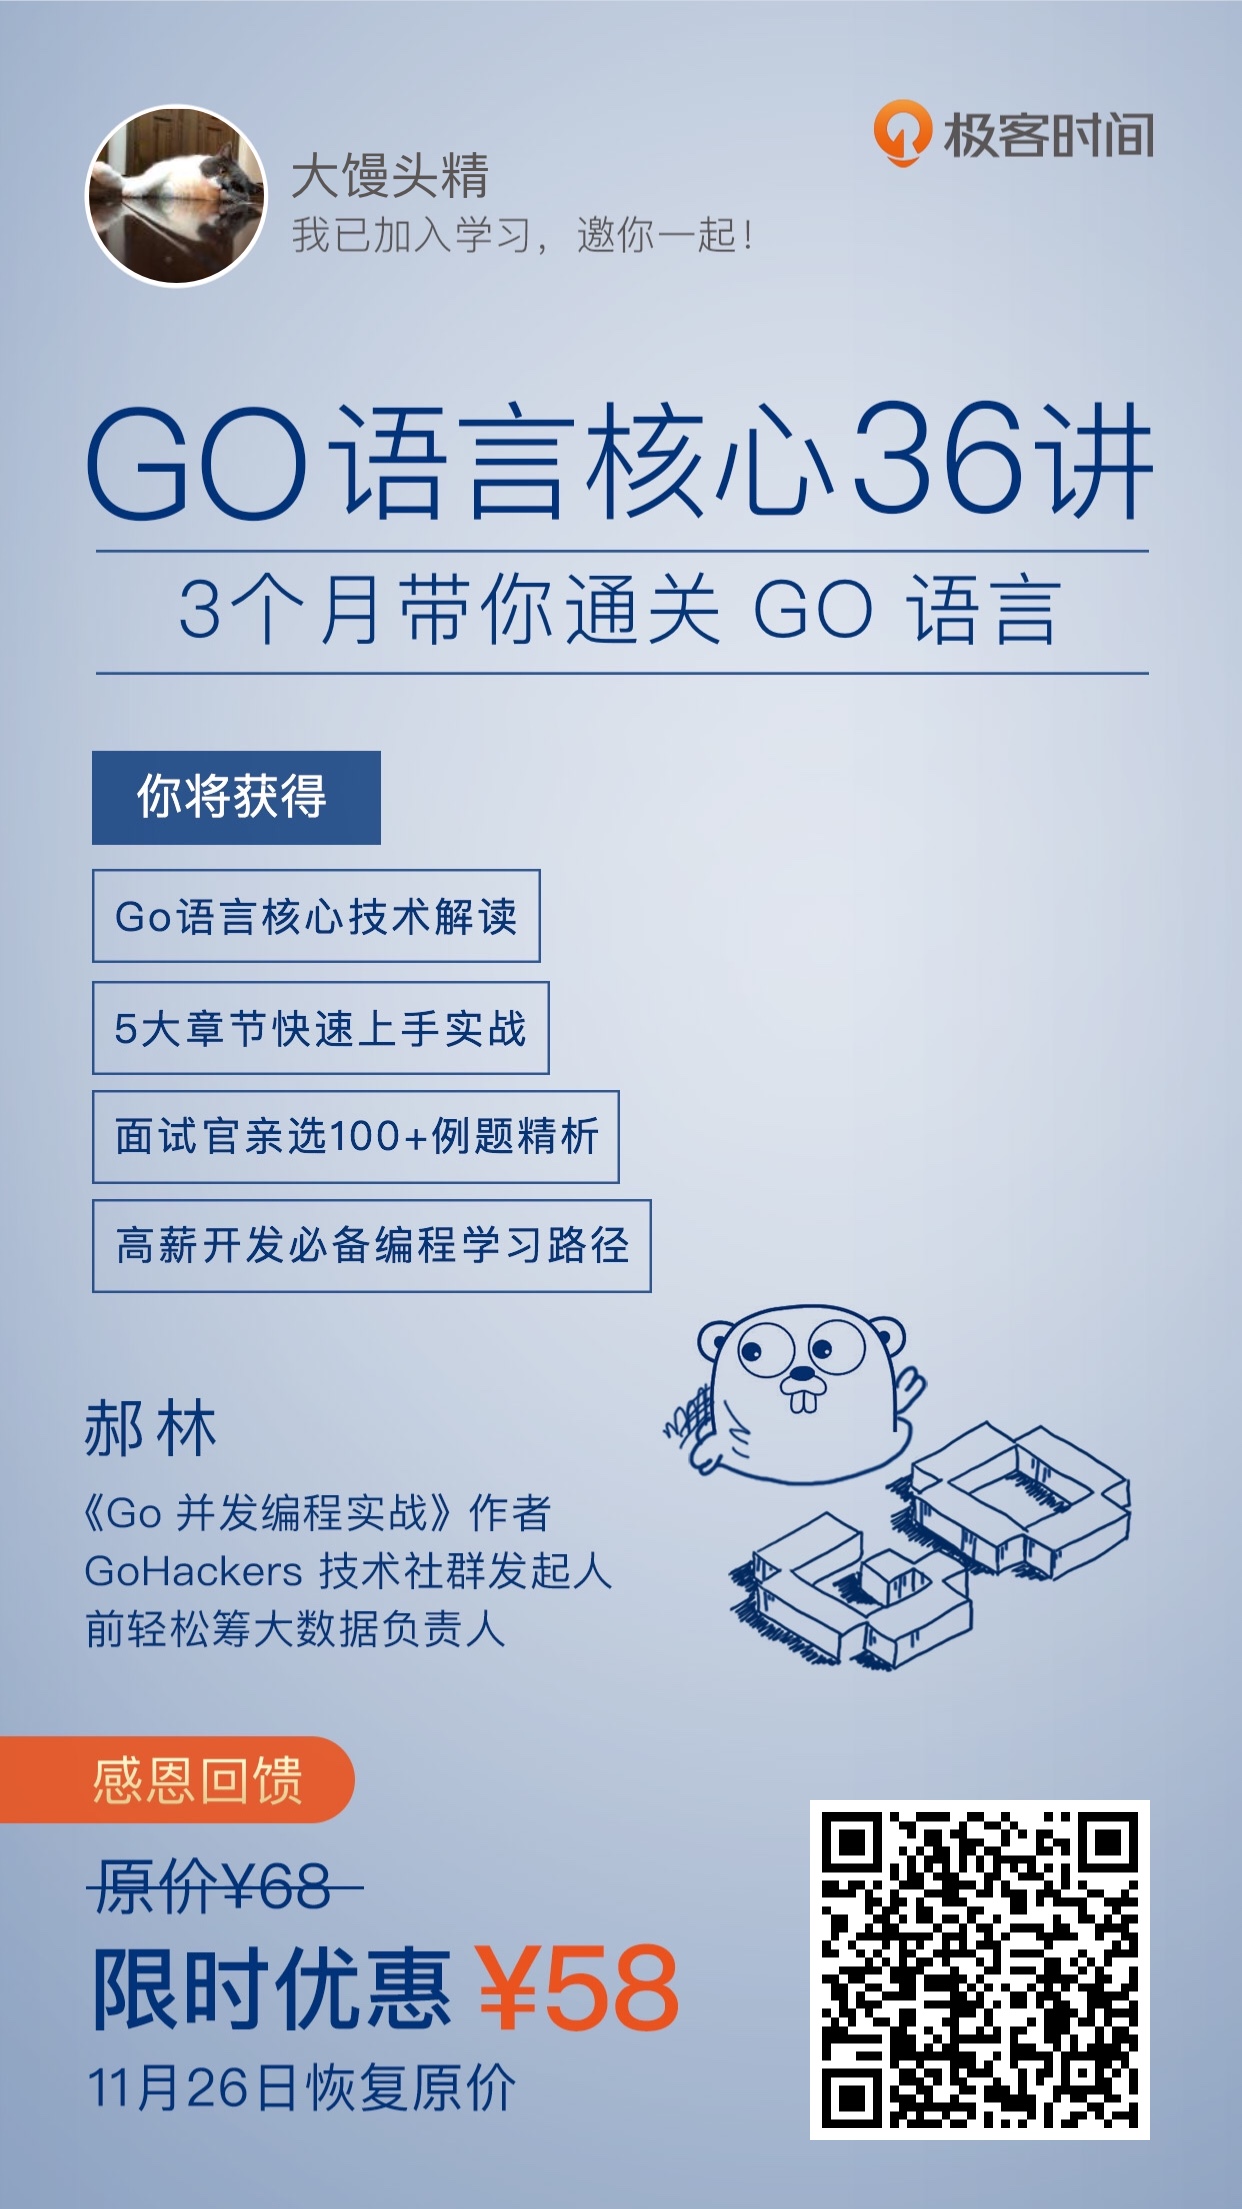 大馒头精
我已加入学习，邀你一起！
极客时间
GO语言核心36讲
3个月带你通关 GO 语言
你将获得
Go语言核心技术解读
5大章节快速上手实战
面试官亲选100+例题精析
高薪开发必备编程学习路径
郝林
《Go 并发编程实战》作者
GoHackers 技术社群发起人
前轻松筹大数据负责人
GO
感恩回馈
原价¥68
限时优惠 ¥58
11月26日恢复原价